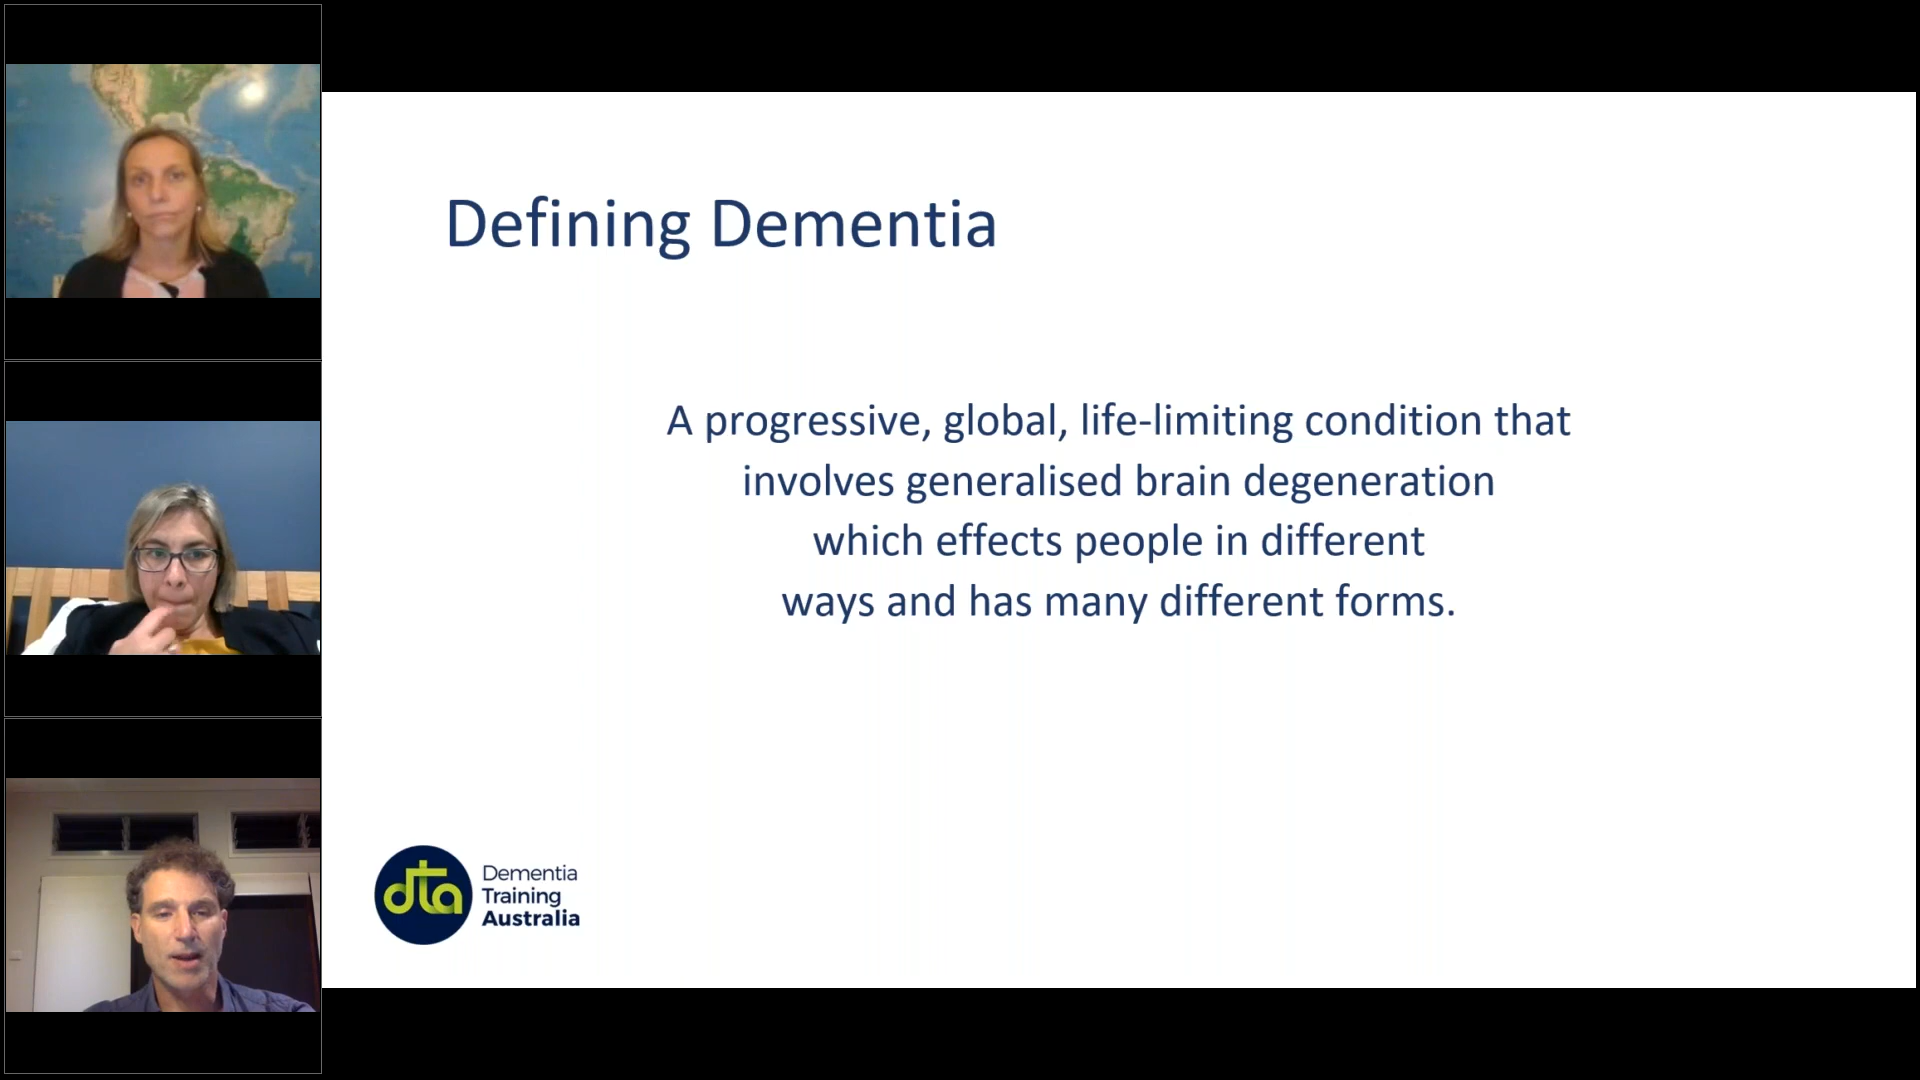 Defining Dementia
A progressive, global, life-limiting condition that
involves generalised brain degeneration
which effects people in different
ways and has many different forms.
dta
Dementia
Training
Australia